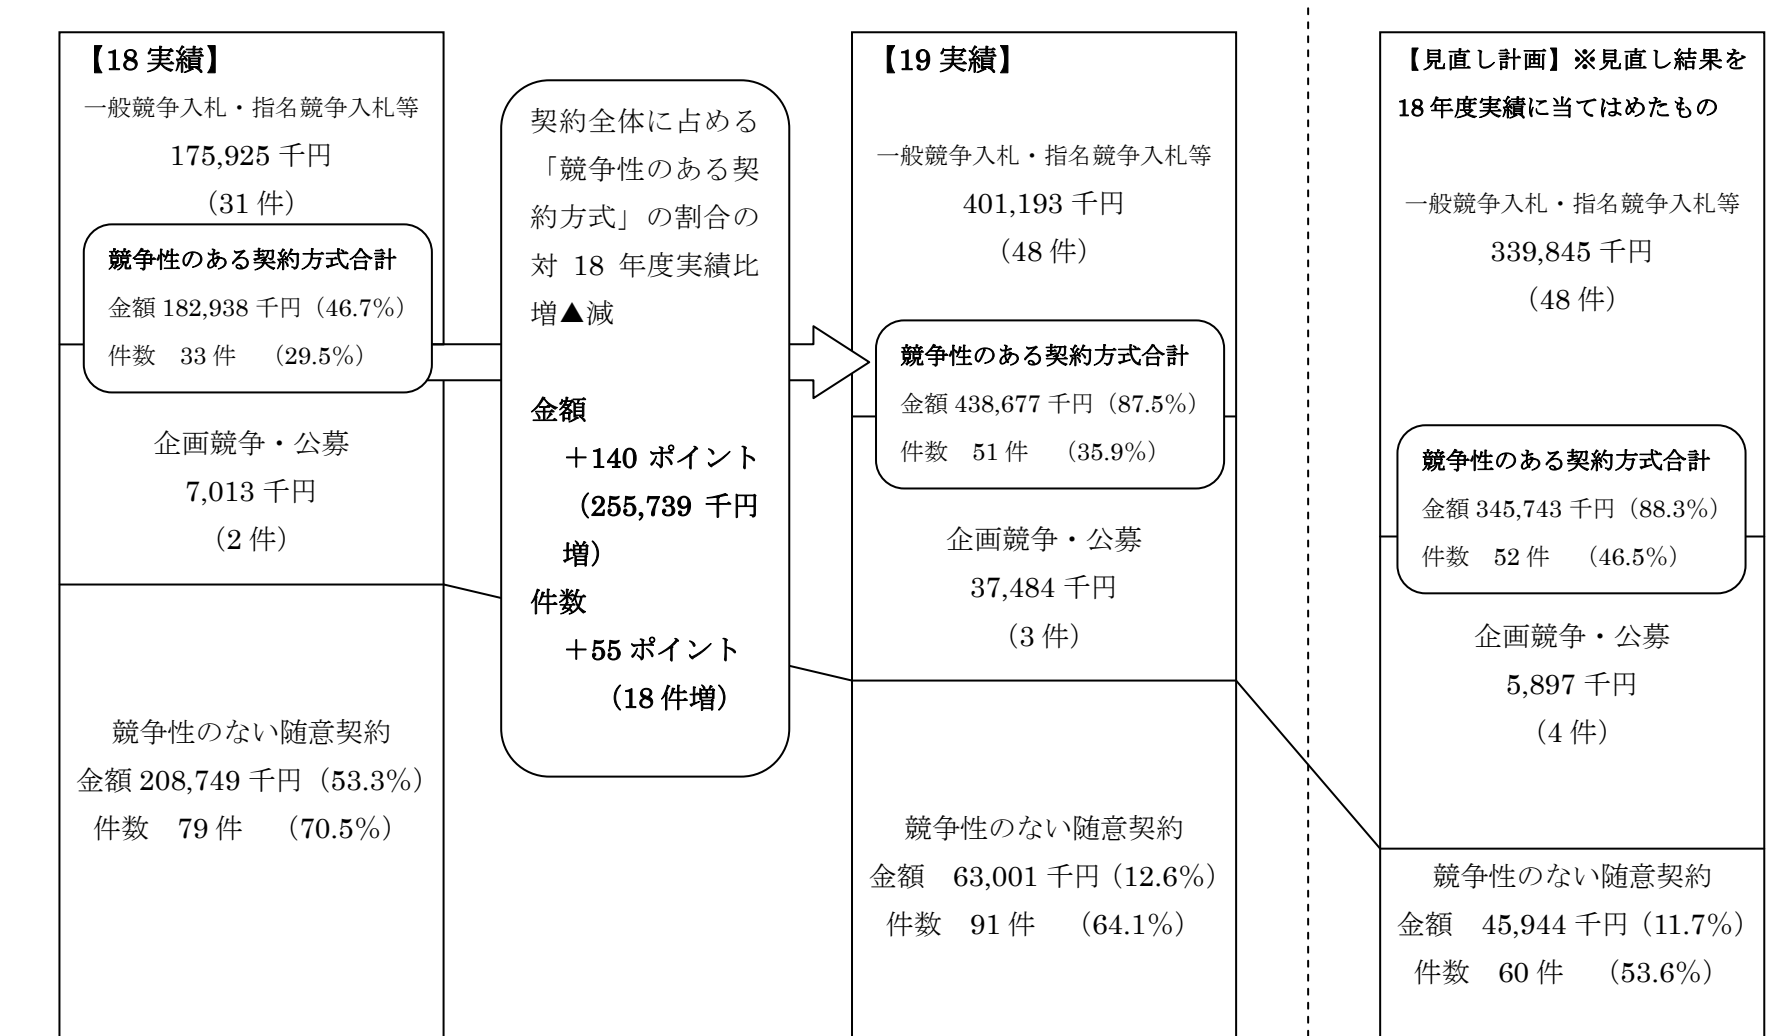 【18 実績】
一般競争入札・指名競争入札等
175,925 千円
（31 件）
競争性のある契約方式合計
金額 182,938 千円（46.7%）
件数　33 件　（29.5%）
企画競争・公募
7,013 千円
（2 件）
競争性のない随意契約
金額 208,749 千円（53.3%）
件数　79 件　（70.5%）
契約全体に占める
「競争性のある契
約方式」の割合の
対 18 年度実績比
増▲減
金額
＋140 ポイント
（255,739 千円
増）
件数
＋55 ポイント
（18 件増）
【19 実績】
一般競争入札・指名競争入札等
401,193 千円
（48 件）
競争性のある契約方式合計
金額 438,677 千円（87.5%）
件数　51 件　（35.9%）
企画競争・公募
37,484 千円
（3 件）
競争性のない随意契約
金額　63,001 千円（12.6%）
件数　91 件　（64.1%）
【見直し計画】※見直し結果を
18 年度実績に当てはめたもの
一般競争入札・指名競争入札等
339,845 千円
（48 件）
競争性のある契約方式合計
金額 345,743 千円（88.3%）
件数　52 件　（46.5%）
企画競争・公募
5,897 千円
（4 件）
競争性のない随意契約
金額　45,944 千円（11.7%）
件数　60 件　（53.6%）